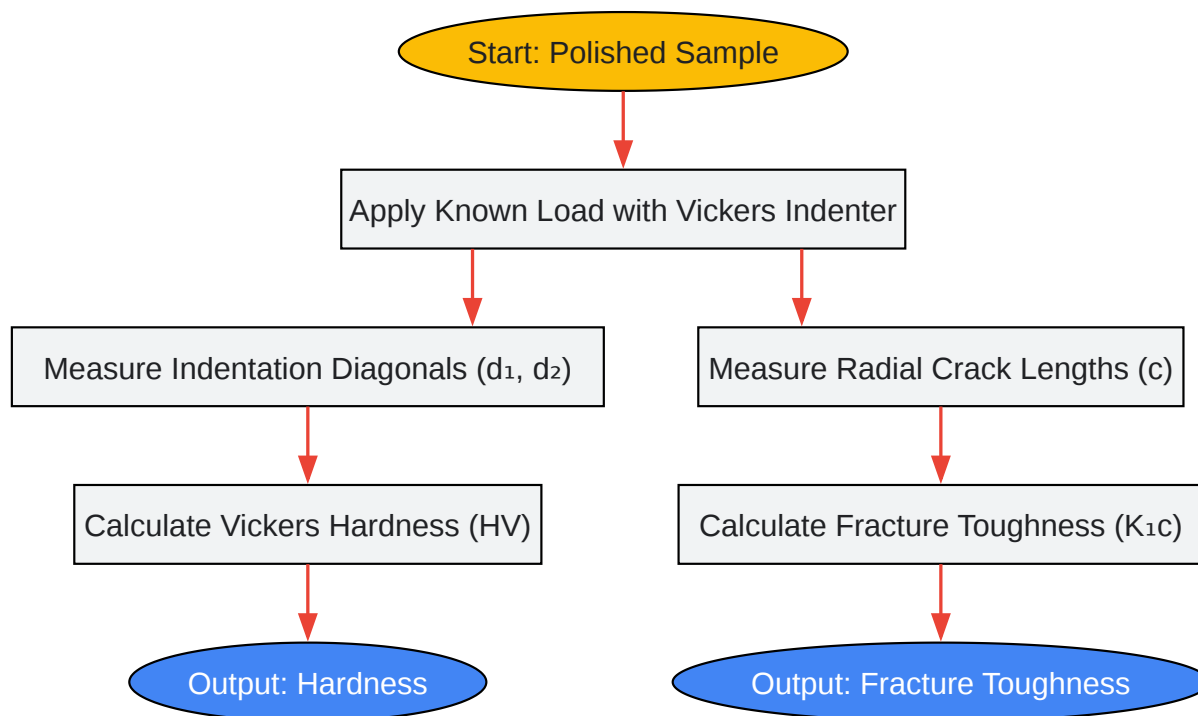 Start: Polished Sample
Apply Known Load with Vickers Indenter
Measure Indentation Diagonals (d₁, d₂)
Measure Radial Crack Lengths (c)
Calculate Vickers Hardness (HV)
Calculate Fracture Toughness (K₁c)
Output: Hardness
Output: Fracture Toughness